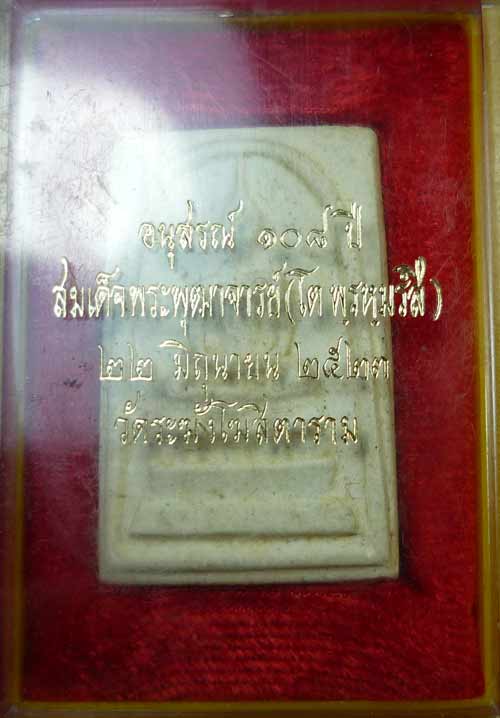 อนุสรณ์ ๑๐๘ ปี
สมเด็จพระพุฒาจารย์(โต พฺรหฺมรํสี)
๒๒ มิถุนายน ๒๕๒๓
วัดระฆังโฆสิตาราม